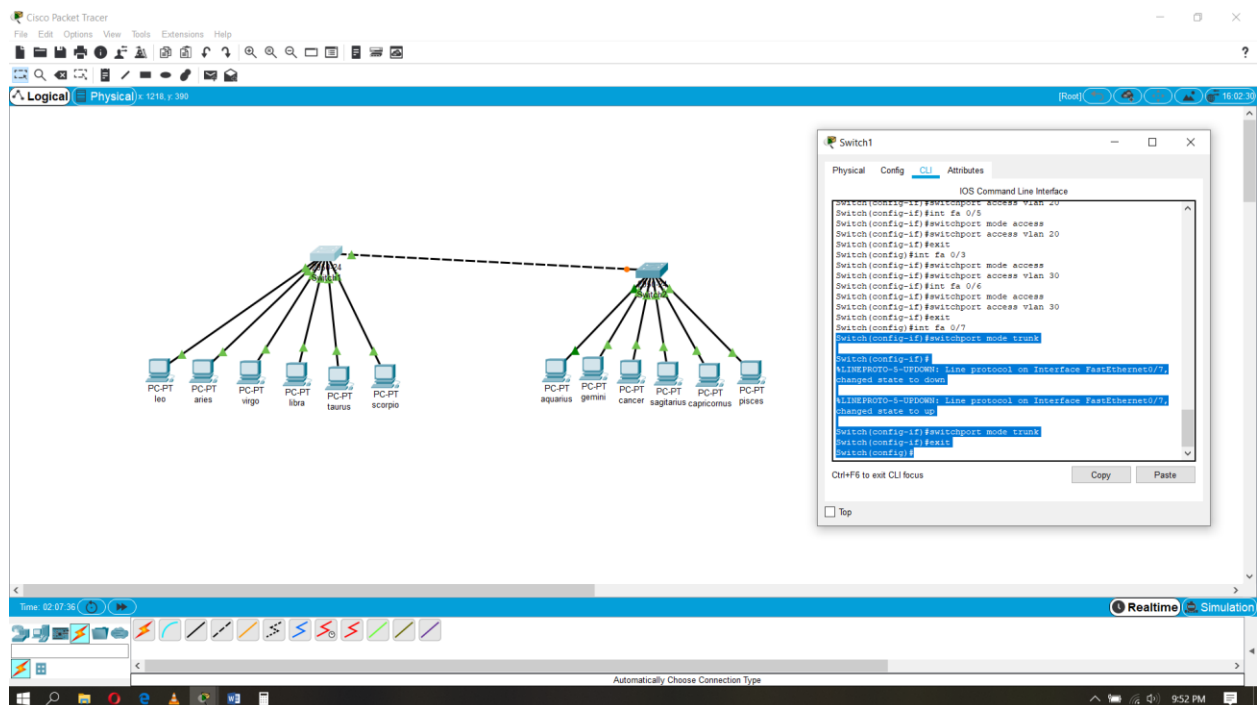 Cisco Packet Tracer
File Edit Options View Tools Extensions Help
?
Logical Physical x: 1218, y: 390 [Root] 16:02:30
Switch1
Physical Config CLI Attributes
IOS Command Line Interface
Switch(config-if)#switchport access vlan 20
Switch(config-if)#int fa 0/5
Switch(config-if)#switchport mode access
Switch(config-if)#switchport access vlan 20
Switch(config-if)#exit
Switch(config)#int fa 0/3
Switch(config-if)#switchport mode access
Switch(config-if)#switchport access vlan 30
Switch(config-if)#int fa 0/6
Switch(config-if)#switchport mode access
Switch(config-if)#switchport access vlan 30
Switch(config-if)#exit
Switch(config)#int fa 0/7
Switch(config-if)#switchport mode trunk
Switch(config-if)#
%LINEPROTO-5-UPDOWN: Line protocol on Interface FastEthernet0/7,
changed state to down
%LINEPROTO-5-UPDOWN: Line protocol on Interface FastEthernet0/7,
changed state to up
Switch(config-if)#switchport mode trunk
Switch(config-if)#exit
Switch(config)#
Ctrl+F6 to exit CLI focus
Copy Paste
Top
Switch1
PC-PT PC-PT PC-PT PC-PT PC-PT PC-PT
leo aries virgo libra taurus scorpio
PC-PT PC-PT PC-PT PC-PT PC-PT PC-PT
aquarius gemini cancer sagitarius capricornus pisces
Time: 02:07:36 Realtime Simulation
Automatically Choose Connection Type
9:52 PM